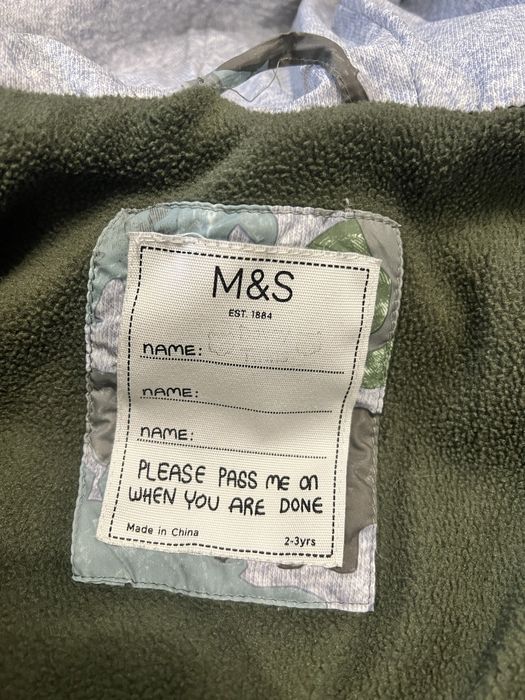 M&S
EST. 1884
NAME:
NAME:
NAME:
PLEASE PASS ME ON
WHEN YOU ARE DONE
Made in China
2-3yrs